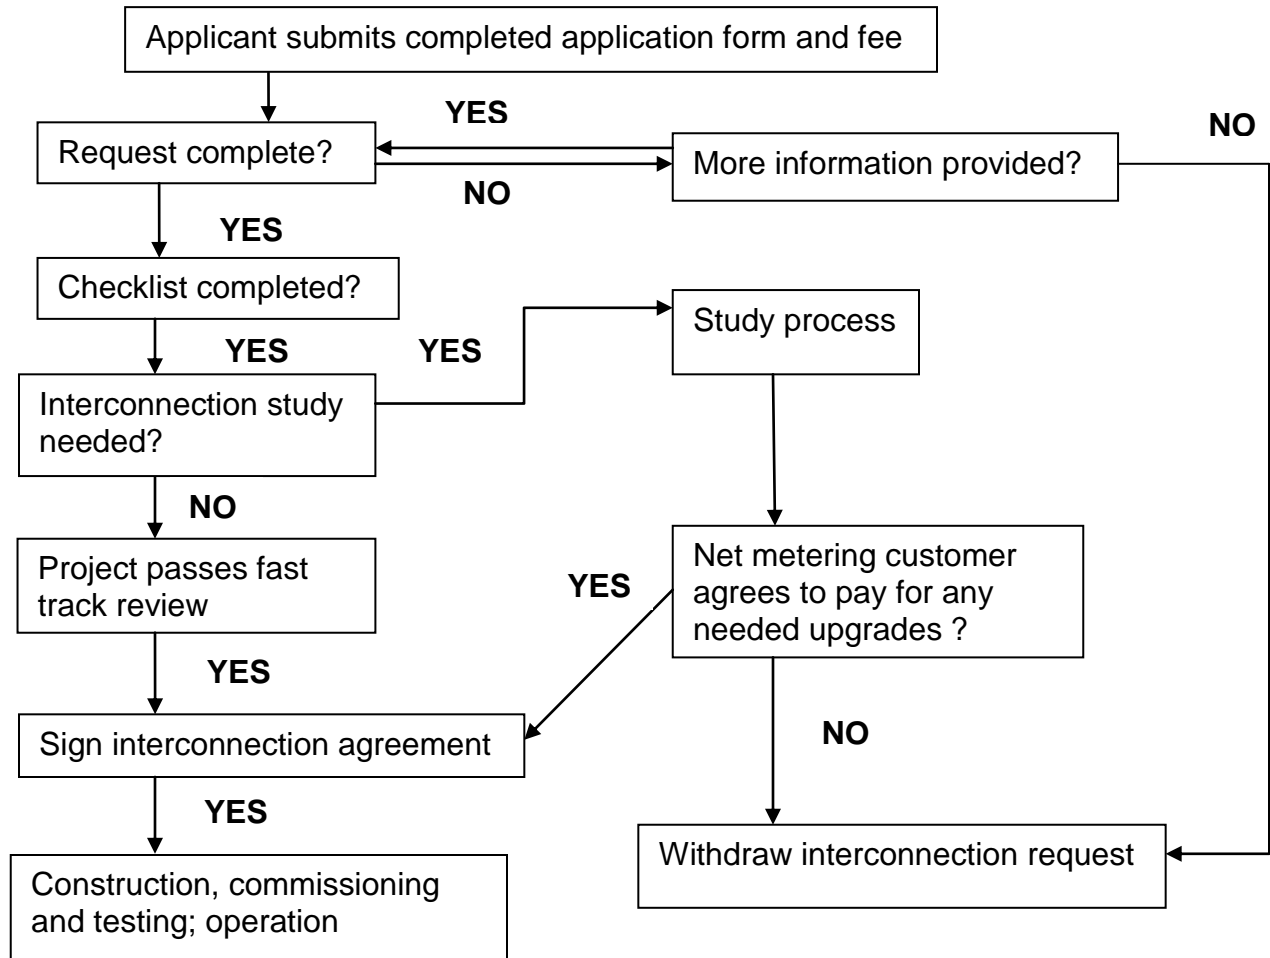 Applicant submits completed application form and fee
YES
NO
Request complete?
More information provided?
NO
YES
Checklist completed?
Study process
YES
YES
Interconnection study
needed?
NO
Project passes fast
track review
Net metering customer
agrees to pay for any
needed upgrades ?
YES
YES
Sign interconnection agreement
NO
YES
Withdraw interconnection request
Construction, commissioning
and testing; operation